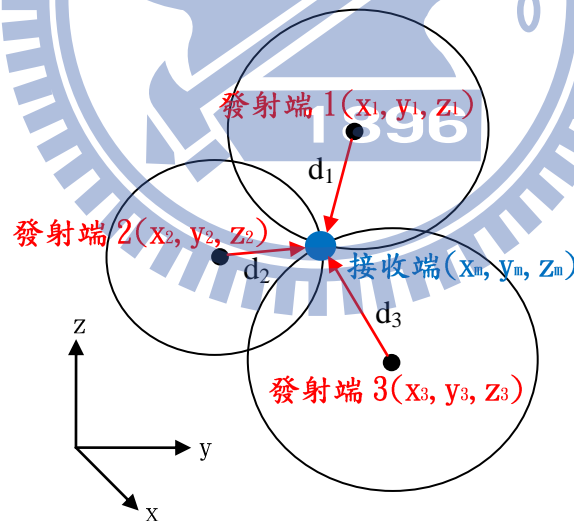 發射端 1(x₁, y₁, z₁)
1896
d₁
發射端 2(x₂, y₂, z₂)
d₂
接收端(xₘ, yₘ, zₘ)
d₃
發射端 3(x₃, y₃, z₃)
z
y
x